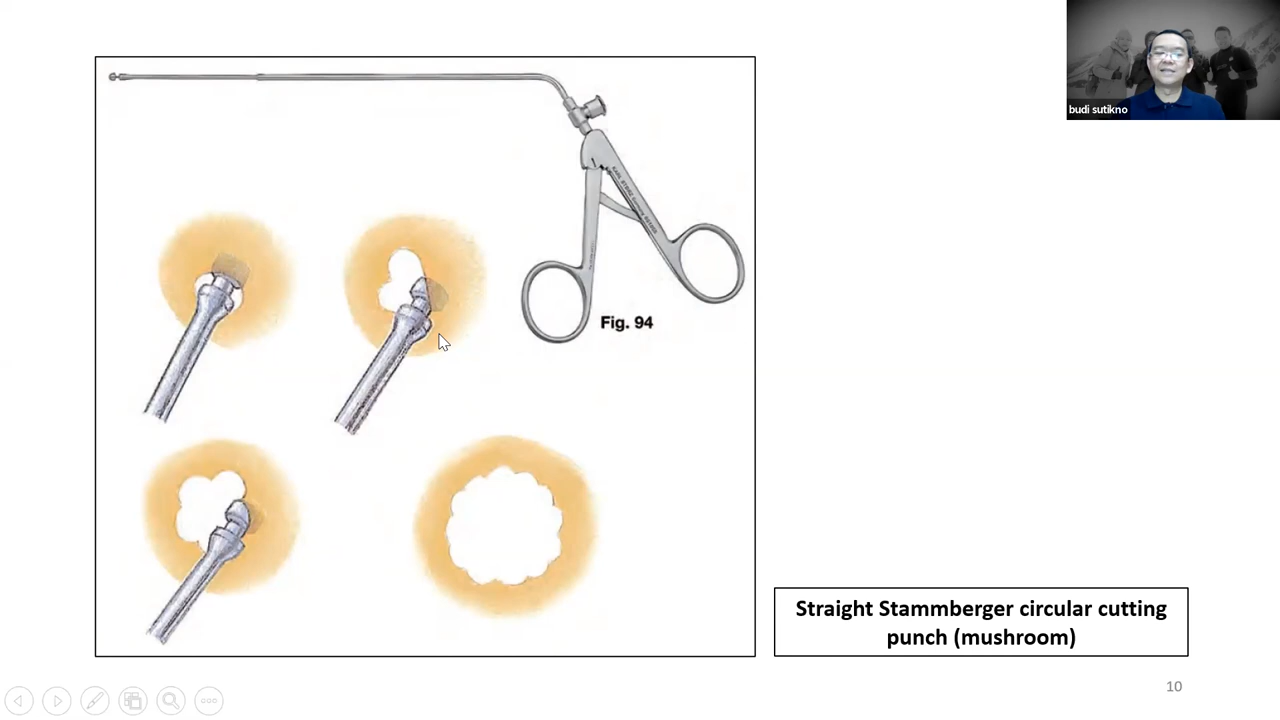 budi sutikno
Fig. 94
Straight Stammberger circular cutting
punch (mushroom)
10